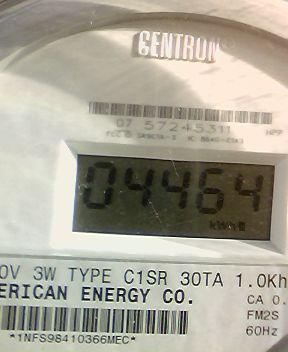 CENTRON®
07 57245311 HPP
04464
kWh
0V 3W TYPE C1SR 30TA 1.0Kh
ERICAN ENERGY CO. CA 0.
FM2S
*1NFS98410366MEC* 60Hz